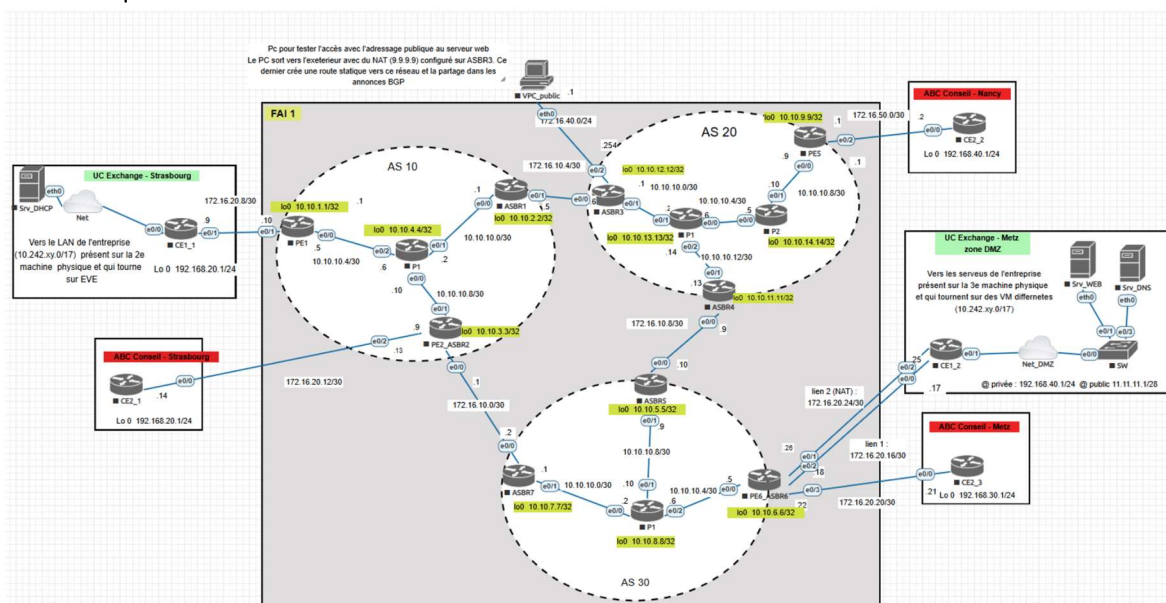 Pc pour tester l'accès avec l'adressage publique au serveur web
Le PC sort vers l'exeterieur avec du NAT (9.9.9.9) configuré sur ASBR3. Ce
dernier crée une route statique vers ce réseau et la partage dans les
annonces BGP
VPC_public
.1
eth0
172.16.40.0/24
FAI 1
AS 10
AS 20
AS 30
ABC Conseil - Nancy
172.16.50.0/30
.1
.2
e0/2
e0/0
CE2_2
Lo 0 192.168.40.1/24
lo0 10.10.9.9/32
PE5
.9
e0/0
.1
10.10.10.8/30
.10
e0/1
P2
lo0 10.10.14.14/32
e0/0
.5
10.10.10.4/30
.6
e0/0
.254
e0/2
lo0 10.10.12.12/32
172.16.10.4/30
.1
10.10.10.0/30
e0/1
.6
e0/0
ASBR3
.2
P1
lo0 10.10.13.13/32
.14
e0/2
10.10.10.12/30
e0/1
.13
lo0 10.10.11.11/32
ASBR4
e0/0
.9
172.16.10.8/30
UC Exchange - Strasbourg
Srv_DHCP
eth0
Net
172.16.20.8/30
e0/0
CE1_1
.9
e0/1
Vers le LAN de l'entreprise
(10.242.xy.0/17) présent sur la 2e
machine physique et qui tourne
sur EVE
Lo 0 192.168.20.1/24
.10
e0/1
lo0 10.10.1.1/32
.1
PE1
.5
e0/0
10.10.10.4/30
lo0 10.10.4.4/32
e0/2
.6
P1
e0/1
.2
10.10.10.0/30
e0/0
.1
ASBR1
e0/1
.5
lo0 10.10.2.2/32
.10
e0/0
10.10.10.8/30
e0/1
.9
lo0 10.10.3.3/32
PE2_ASBR2
e0/2
.13
e0/0
.1
172.16.20.12/30
172.16.10.0/30
ABC Conseil - Strasbourg
CE2_1
e0/0
.14
Lo 0 192.168.20.1/24
.2
e0/0
ASBR7
.1
e0/1
10.10.10.0/30
lo0 10.10.7.7/32
.10
e0/0
ASBR5
lo0 10.10.5.5/32
e0/1
.9
10.10.10.8/30
.10
e0/1
.2
e0/0
P1
.6
e0/2
10.10.10.4/30
.5
e0/0
lo0 10.10.8.8/32
PE6_ASBR6
lo0 10.10.6.6/32
.26
e0/1
e0/2
.18
e0/3
.22
172.16.20.20/30
lien 2 (NAT) :
172.16.20.24/30
lien 1 :
172.16.20.16/30
UC Exchange - Metz
zone DMZ
Vers les serveus de l'entreprise
présent sur la 3e machine physique
et qui tournent sur des VM differnetes
(10.242.xy.0/17)
Srv_WEB
eth0
Srv_DNS
eth0
.25
e0/2
e0/0
.17
CE1_2
e0/1
Net_DMZ
e0/0
e0/1
e0/3
SW
@ privée : 192.168.40.1/24 @ public 11.11.11.1/28
ABC Conseil - Metz
e0/0
CE2_3
.21
Lo 0 192.168.30.1/24